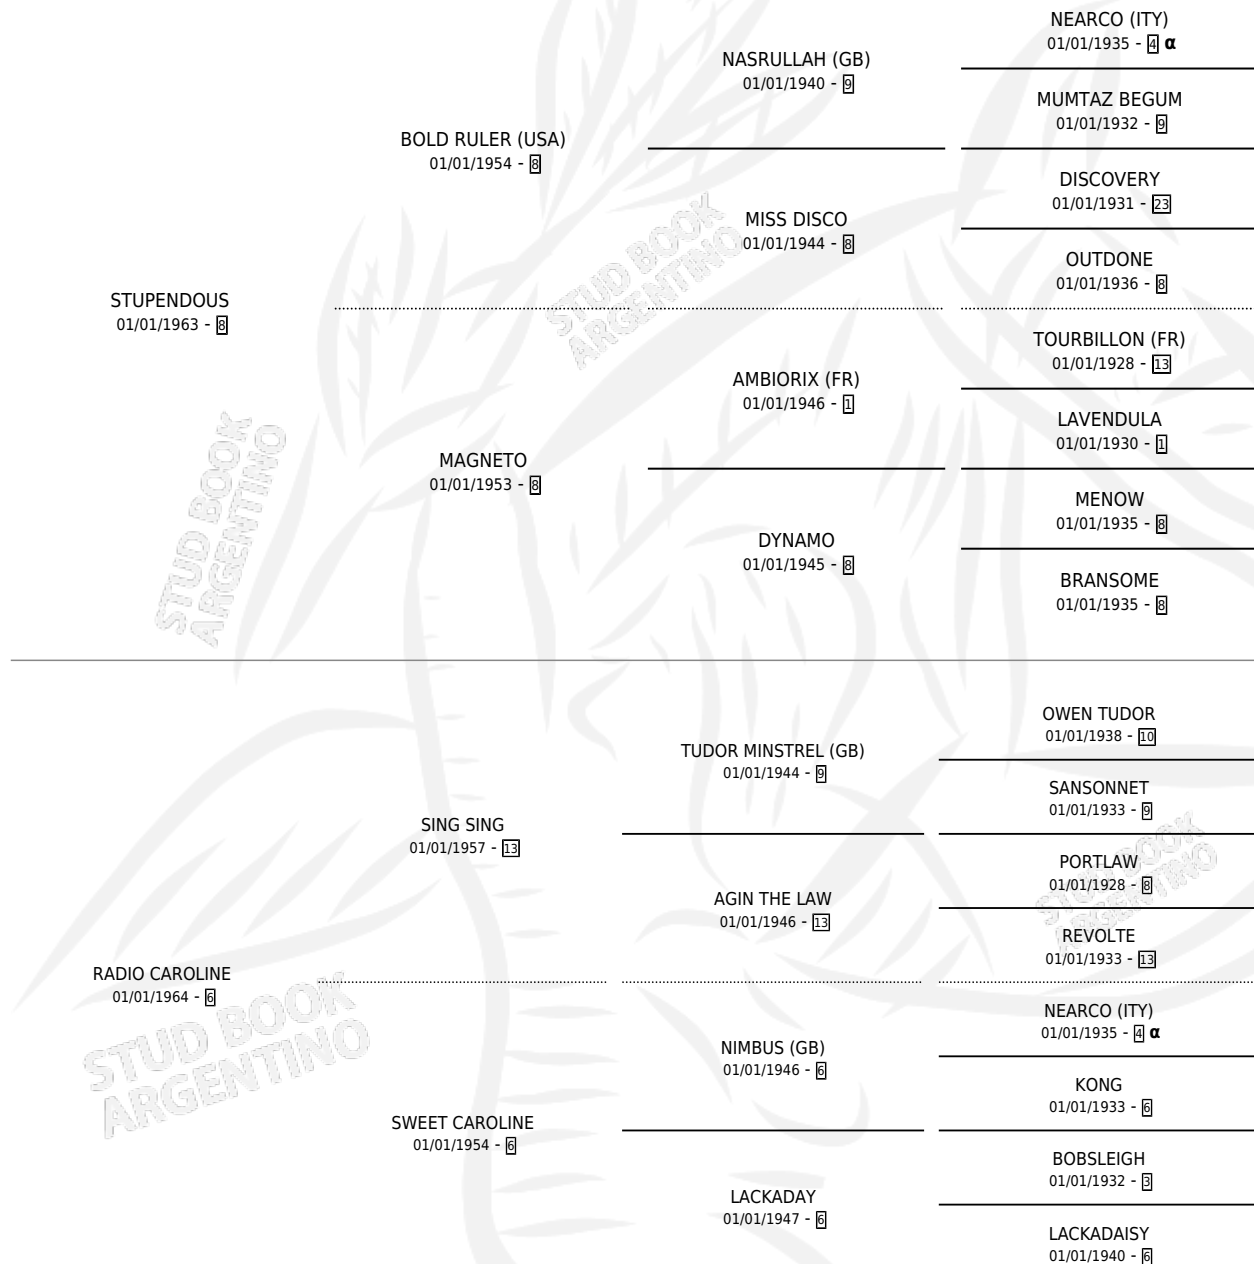 NEARCO (ITY)
01/01/1935 - 4 α
NASRULLAH (GB)
01/01/1940 - 9
MUMTAZ BEGUM
01/01/1932 - 9
BOLD RULER (USA)
01/01/1954 - 8
DISCOVERY
01/01/1931 - 23
MISS DISCO
01/01/1944 - 8
OUTDONE
01/01/1936 - 8
STUPENDOUS
01/01/1963 - 8
TOURBILLON (FR)
01/01/1928 - 13
AMBIORIX (FR)
01/01/1946 - 1
LAVENDULA
01/01/1930 - 1
MAGNETO
01/01/1953 - 8
MENOW
01/01/1935 - 8
DYNAMO
01/01/1945 - 8
BRANSOME
01/01/1935 - 8
OWEN TUDOR
01/01/1938 - 10
TUDOR MINSTREL (GB)
01/01/1944 - 9
SANSONNET
01/01/1933 - 9
SING SING
01/01/1957 - 13
PORTLAW
01/01/1928 - 8
AGIN THE LAW
01/01/1946 - 13
REVOLTE
01/01/1933 - 13
RADIO CAROLINE
01/01/1964 - 6
NEARCO (ITY)
01/01/1935 - 4 α
NIMBUS (GB)
01/01/1946 - 6
KONG
01/01/1933 - 6
SWEET CAROLINE
01/01/1954 - 6
BOBSLEIGH
01/01/1932 - 3
LACKADAY
01/01/1947 - 6
LACKADAISY
01/01/1940 - 6
STUD BOOK
ARGENTINO
STUD BOOK
ARGENTINO
STUD BOOK
ARGENTINO
STUD BOOK
ARGENTINO